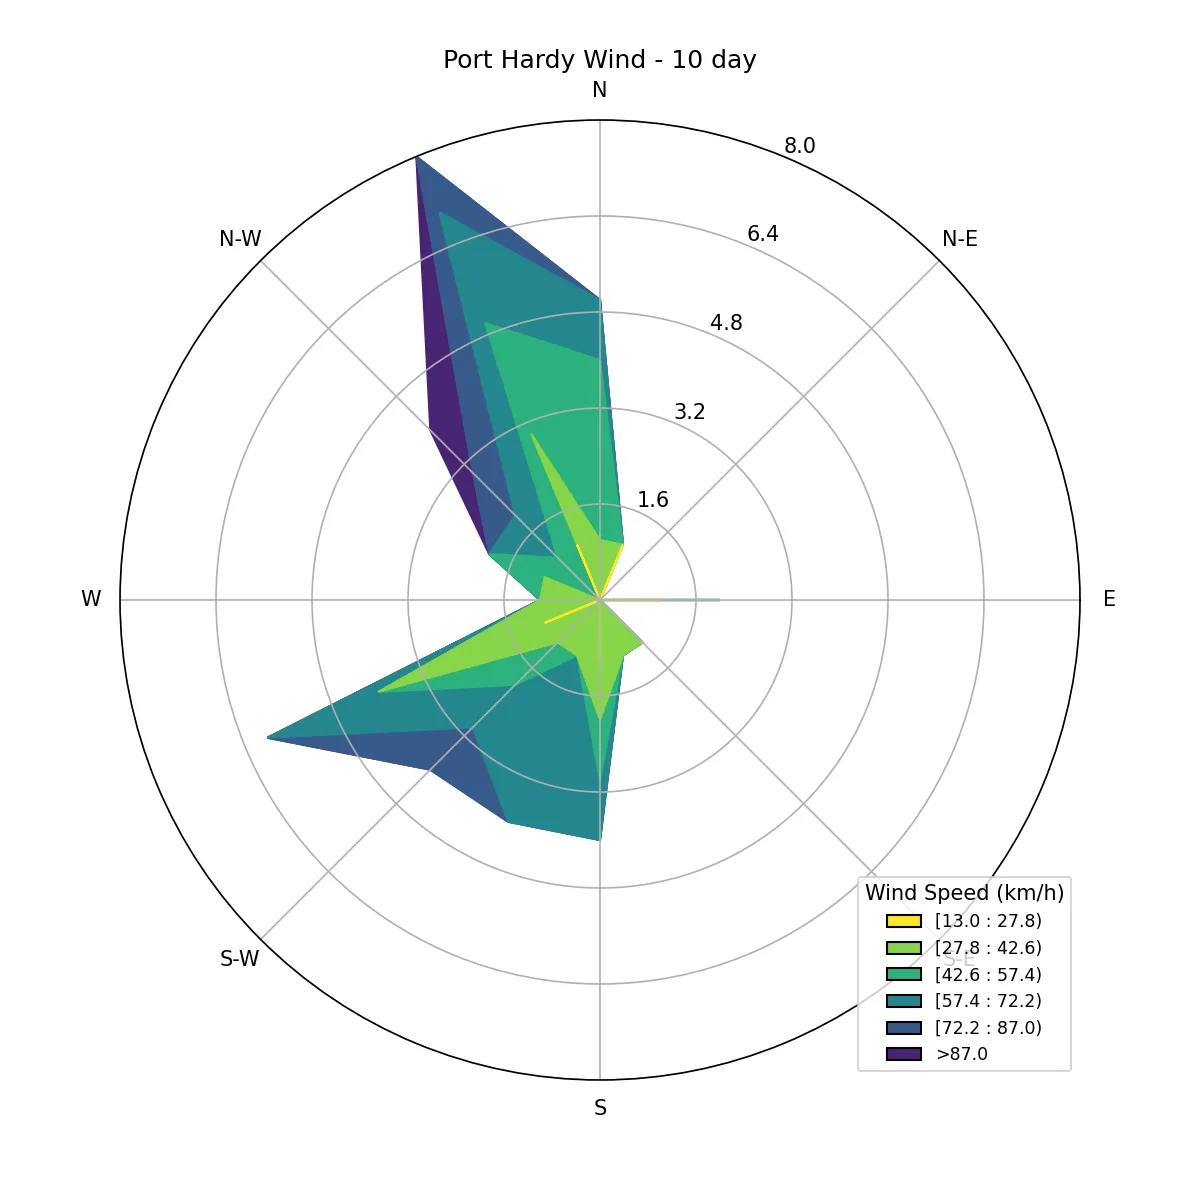 Port Hardy Wind - 10 day
N
8.0
N-W
6.4
N-E
4.8
3.2
1.6
W
E
S-W
S-E
S
Wind Speed (km/h)
[13.0 : 27.8)
[27.8 : 42.6)
[42.6 : 57.4)
[57.4 : 72.2)
[72.2 : 87.0)
>87.0